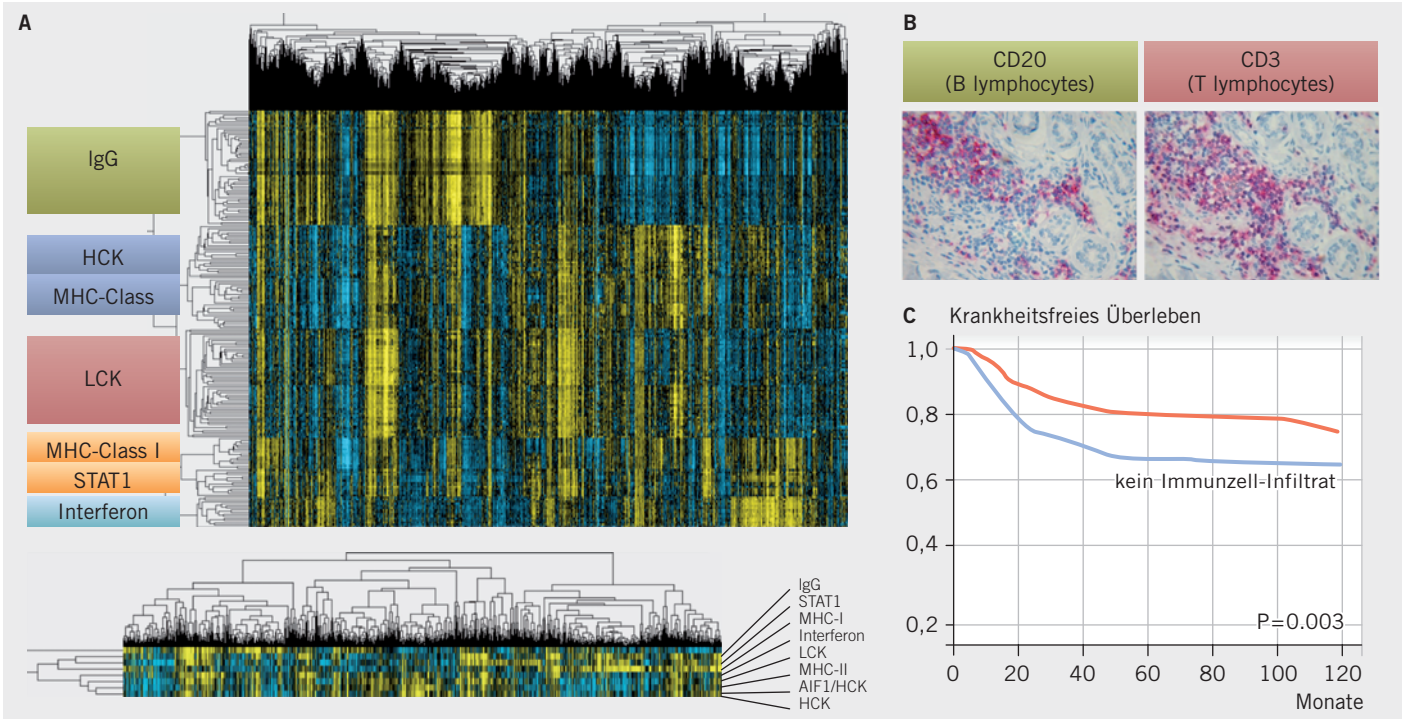 A
IgG
HCK
MHC-Class
LCK
MHC-Class I
STAT1
Interferon
IgG
STAT1
MHC-I
Interferon
LCK
MHC-II
AIF1/HCK
HCK
B
CD20
(B lymphocytes)
CD3
(T lymphocytes)
C Krankheitsfreies Überleben
1,0
0,8
0,6
0,4
0,2
kein Immunzell-Infiltrat
P=0.003
0 20 40 60 80 100 120
Monate